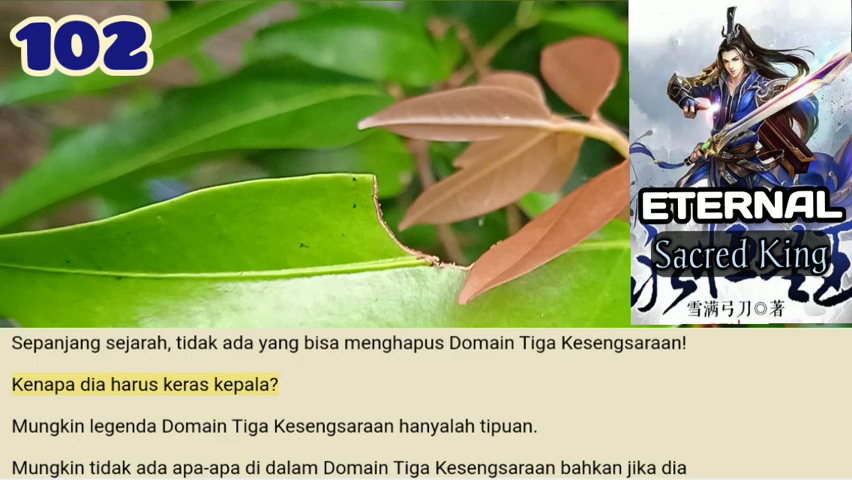 102
ETERNAL
Sacred King
雪满弓刀◎著
Sepanjang sejarah, tidak ada yang bisa menghapus Domain Tiga Kesengsaraan!
Kenapa dia harus keras kepala?
Mungkin legenda Domain Tiga Kesengsaraan hanyalah tipuan.
Mungkin tidak ada apa-apa di dalam Domain Tiga Kesengsaraan bahkan jika dia